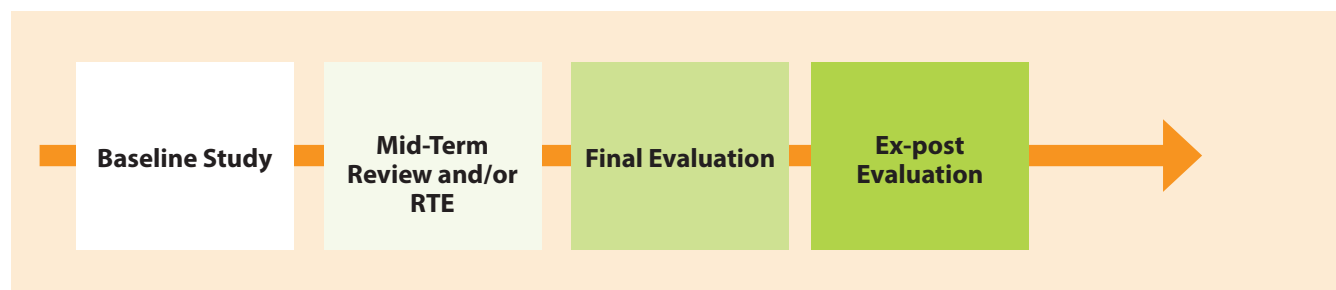 Baseline Study
Mid-Term
Review and/or
RTE
Final Evaluation
Ex-post
Evaluation